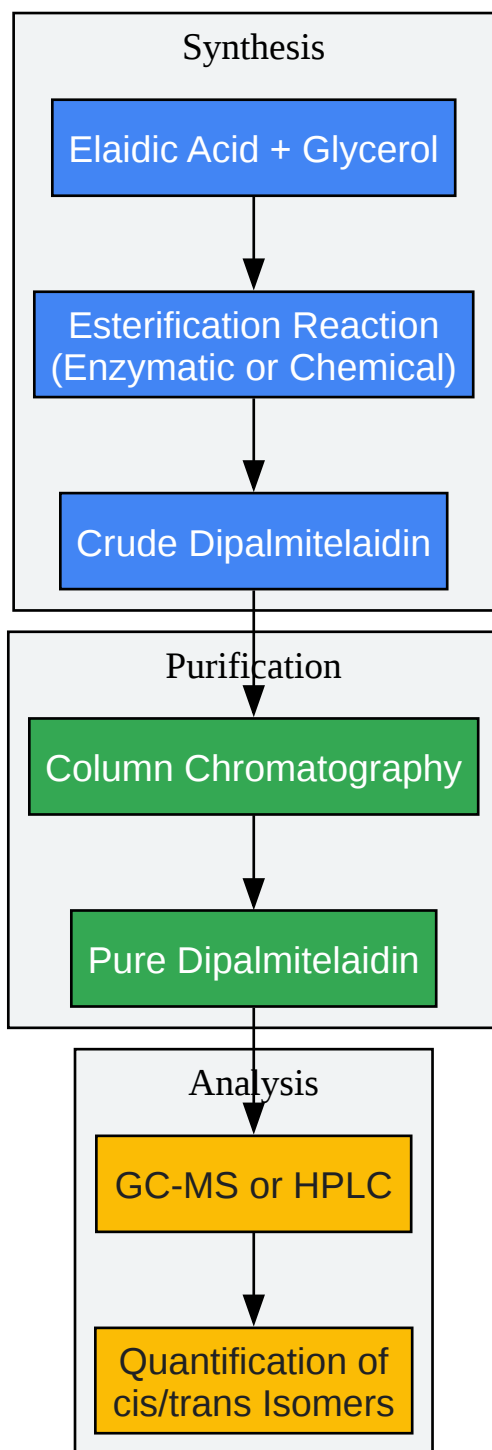 Synthesis
Elaidic Acid + Glycerol
Esterification Reaction
(Enzymatic or Chemical)
Crude Dipalmitelaidin
Purification
Column Chromatography
Pure Dipalmitelaidin
Analysis
GC-MS or HPLC
Quantification of
cis/trans Isomers